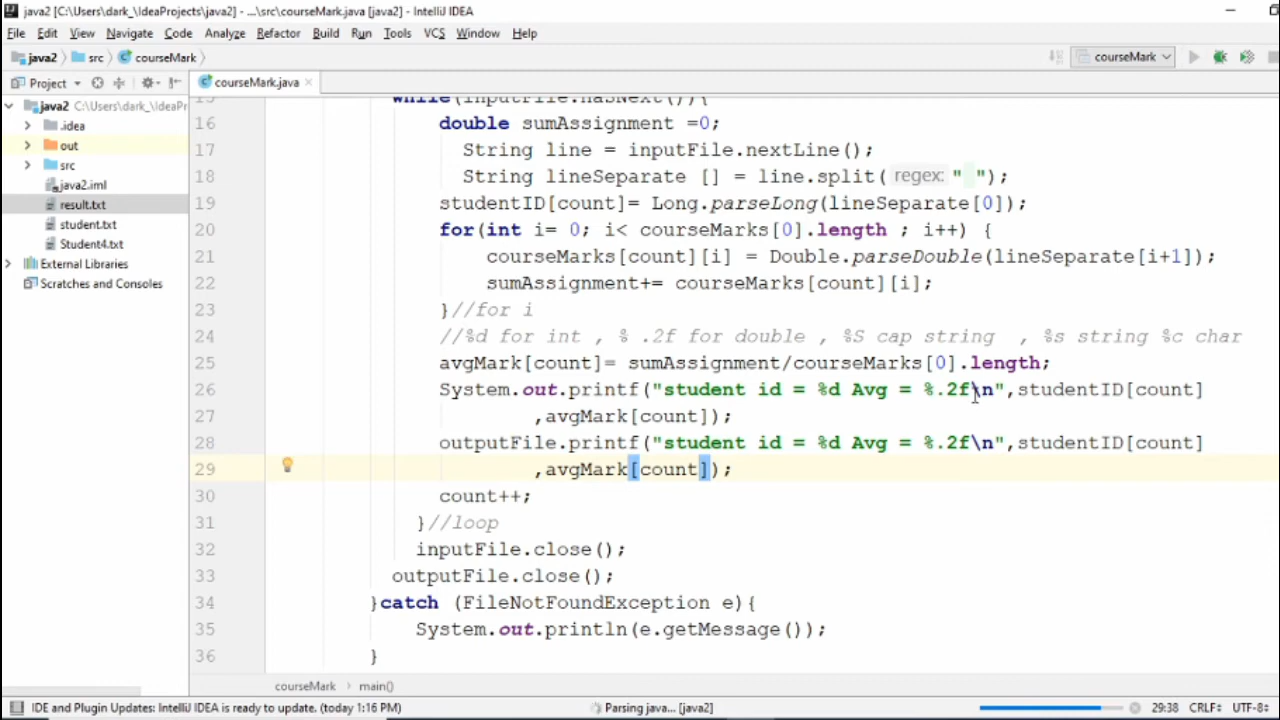 java2 [C:\Users\dark_\IdeaProjects\java2] - ...\src\courseMark.java [java2] - IntelliJ IDEA
File Edit View Navigate Code Analyze Refactor Build Run Tools VCS Window Help
java2 src courseMark
courseMark
Project
courseMark.java
java2 C:\Users\dark_\IdeaPr
.idea
out
src
java2.iml
result.txt
student.txt
Student4.txt
External Libraries
Scratches and Consoles
15 while(inputFile.hasNext()){
16 double sumAssignment =0;
17 String line = inputFile.nextLine();
18 String lineSeparate [] = line.split( regex: " ");
19 studentID[count]= Long.parseLong(lineSeparate[0]);
20 for(int i= 0; i< courseMarks[0].length ; i++) {
21 courseMarks[count][i] = Double.parseDouble(lineSeparate[i+1]);
22 sumAssignment+= courseMarks[count][i];
23 }//for i
24 //%d for int , % .2f for double , %S cap string  , %s string %c char
25 avgMark[count]= sumAssignment/courseMarks[0].length;
26 System.out.printf("student id = %d Avg = %.2f\n",studentID[count]
27 ,avgMark[count]);
28 outputFile.printf("student id = %d Avg = %.2f\n",studentID[count]
29 ,avgMark[count]);
30 count++;
31 }//loop
32 inputFile.close();
33 outputFile.close();
34 }catch (FileNotFoundException e){
35 System.out.println(e.getMessage());
36 }
courseMark main()
IDE and Plugin Updates: IntelliJ IDEA is ready to update. (today 1:16 PM)
Parsing java... [java2]
29:38 CRLF UTF-8